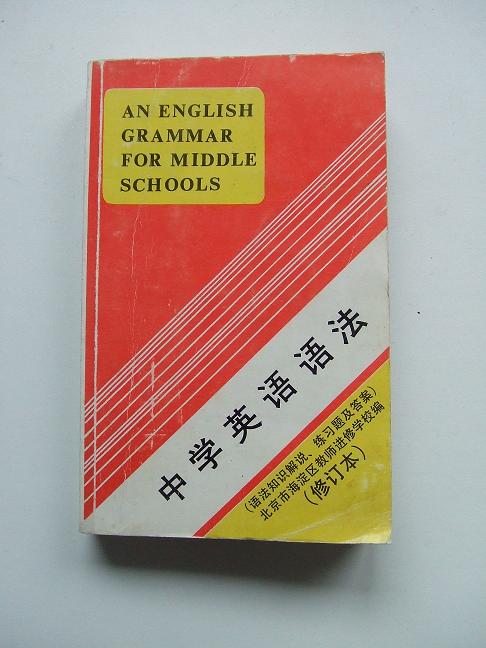 AN ENGLISH
GRAMMAR
FOR MIDDLE
SCHOOLS
中学英语语法
(语法知识解说、练习题及答案)
北京市海淀区教师进修学校编
(修订本)